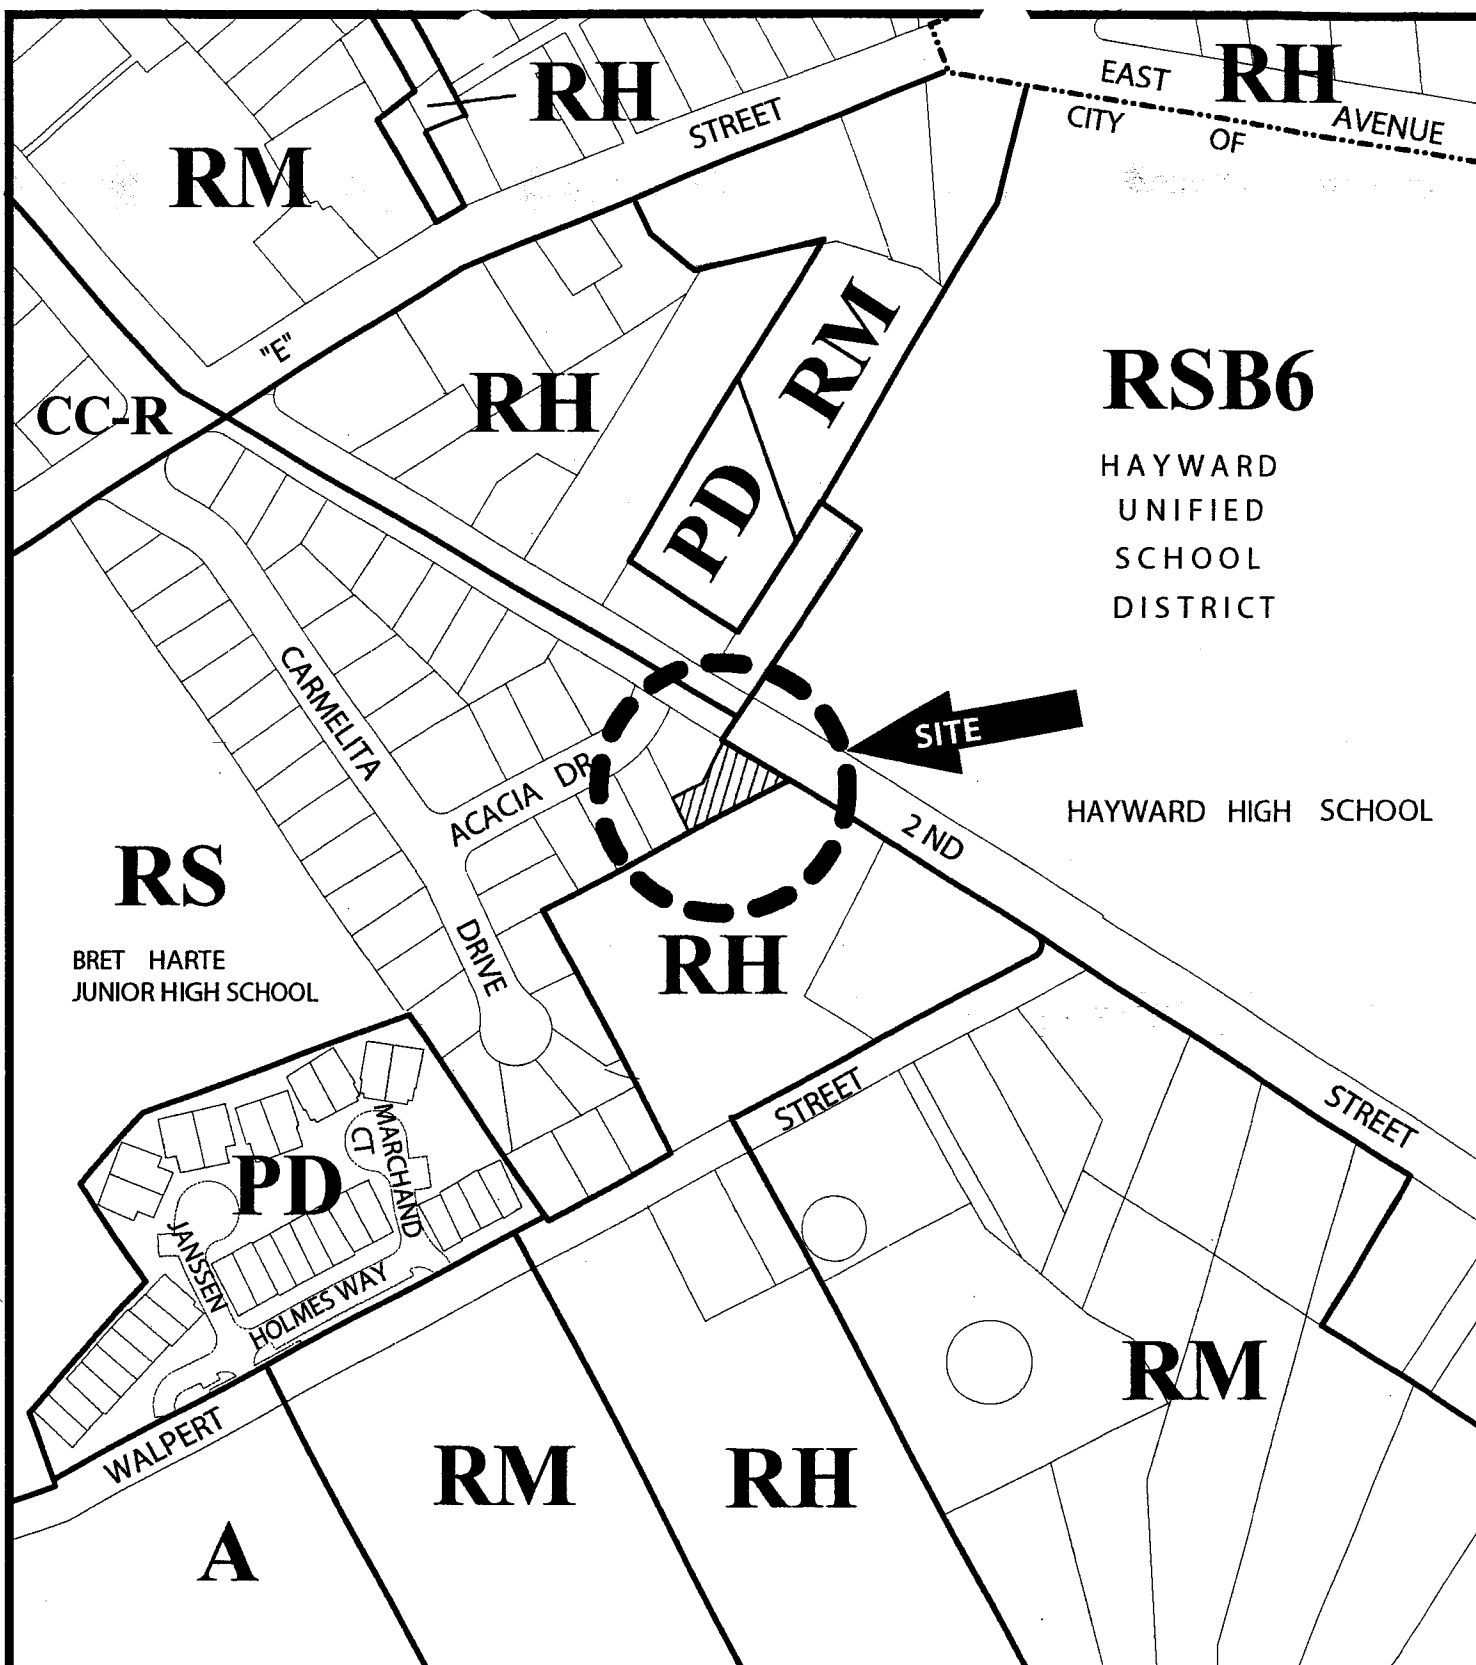 RH
RH
EAST
AVENUE
CITY
OF
STREET
RM
"E"
CC-R
RH
RM
PD
RSB6
HAYWARD
UNIFIED
SCHOOL
DISTRICT
CARMELITA
SITE
ACACIA DR
2 ND
HAYWARD HIGH SCHOOL
RS
BRET HARTE
JUNIOR HIGH SCHOOL
DRIVE
RH
STREET
STREET
MARCHAND
CT
PD
JANSSEN
HOLMES WAY
WALPERT
RM
RM
RH
A